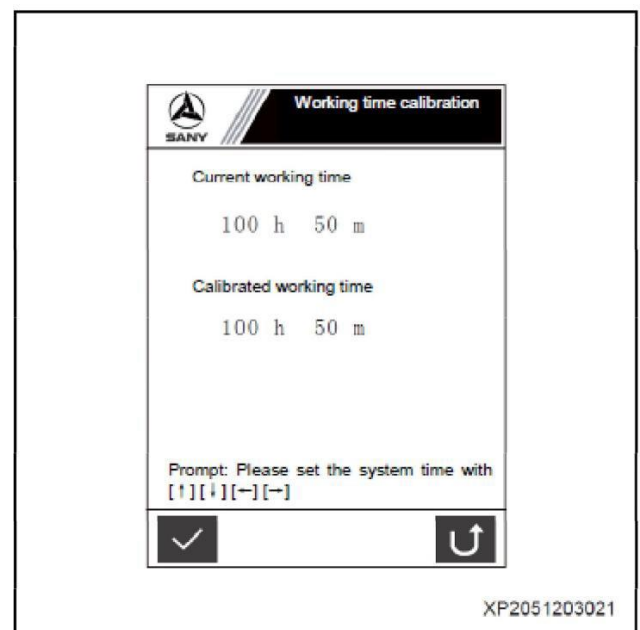 SANY
Working time calibration
Current working time
100 h 50 m
Calibrated working time
100 h 50 m
Prompt: Please set the system time with
[↑][↓][←][→]
XP2051203021